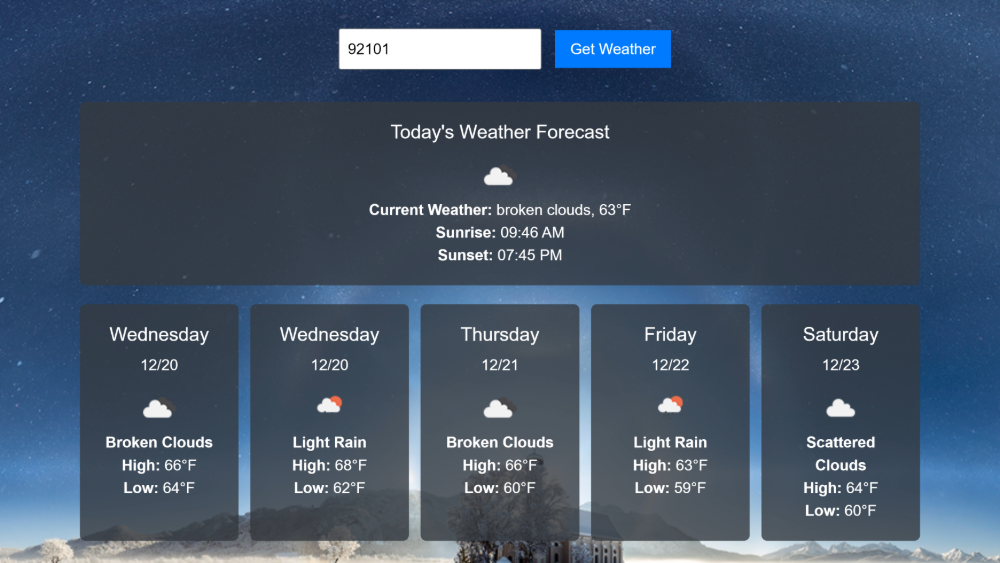 92101
Get Weather
Today's Weather Forecast
Current Weather: broken clouds, 63°F
Sunrise: 09:46 AM
Sunset: 07:45 PM
Wednesday
12/20
Broken Clouds
High: 66°F
Low: 64°F
Wednesday
12/20
Light Rain
High: 68°F
Low: 62°F
Thursday
12/21
Broken Clouds
High: 66°F
Low: 60°F
Friday
12/22
Light Rain
High: 63°F
Low: 59°F
Saturday
12/23
Scattered
Clouds
High: 64°F
Low: 60°F